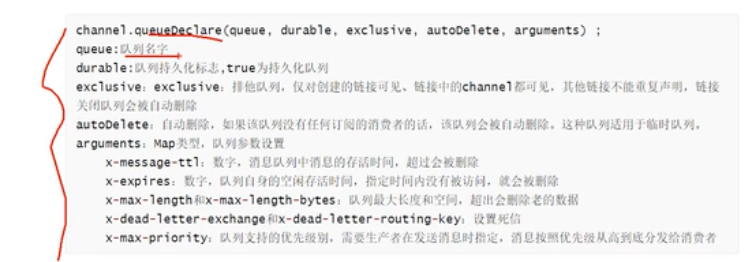 channel.queueDeclare(queue, durable, exclusive, autoDelete, arguments) ;
queue:队列名字
durable:队列持久化标志,true为持久化队列
exclusive: exclusive: 排他队列，仅对创建的链接可见、链接中的channel都可见，其他链接不能重复声明，链接
关闭队列会被自动删除
autoDelete: 自动删除，如果该队列没有任何订阅的消费者的话，该队列会被自动删除。这种队列适用于临时队列。
arguments: Map类型，队列参数设置
x-message-ttl: 数字，消息队列中消息的存活时间，超过会被删除
x-expires: 数字，队列自身的空闲存活时间，指定时间内没有被访问，就会被删除
x-max-length和x-max-length-bytes: 队列最大长度和空间，超出会删除老的数据
x-dead-letter-exchange和x-dead-letter-routing-key: 设置死信
x-max-priority: 队列支持的优先级别，需要生产者在发送消息时指定，消息按照优先级从高到底分发给消费者